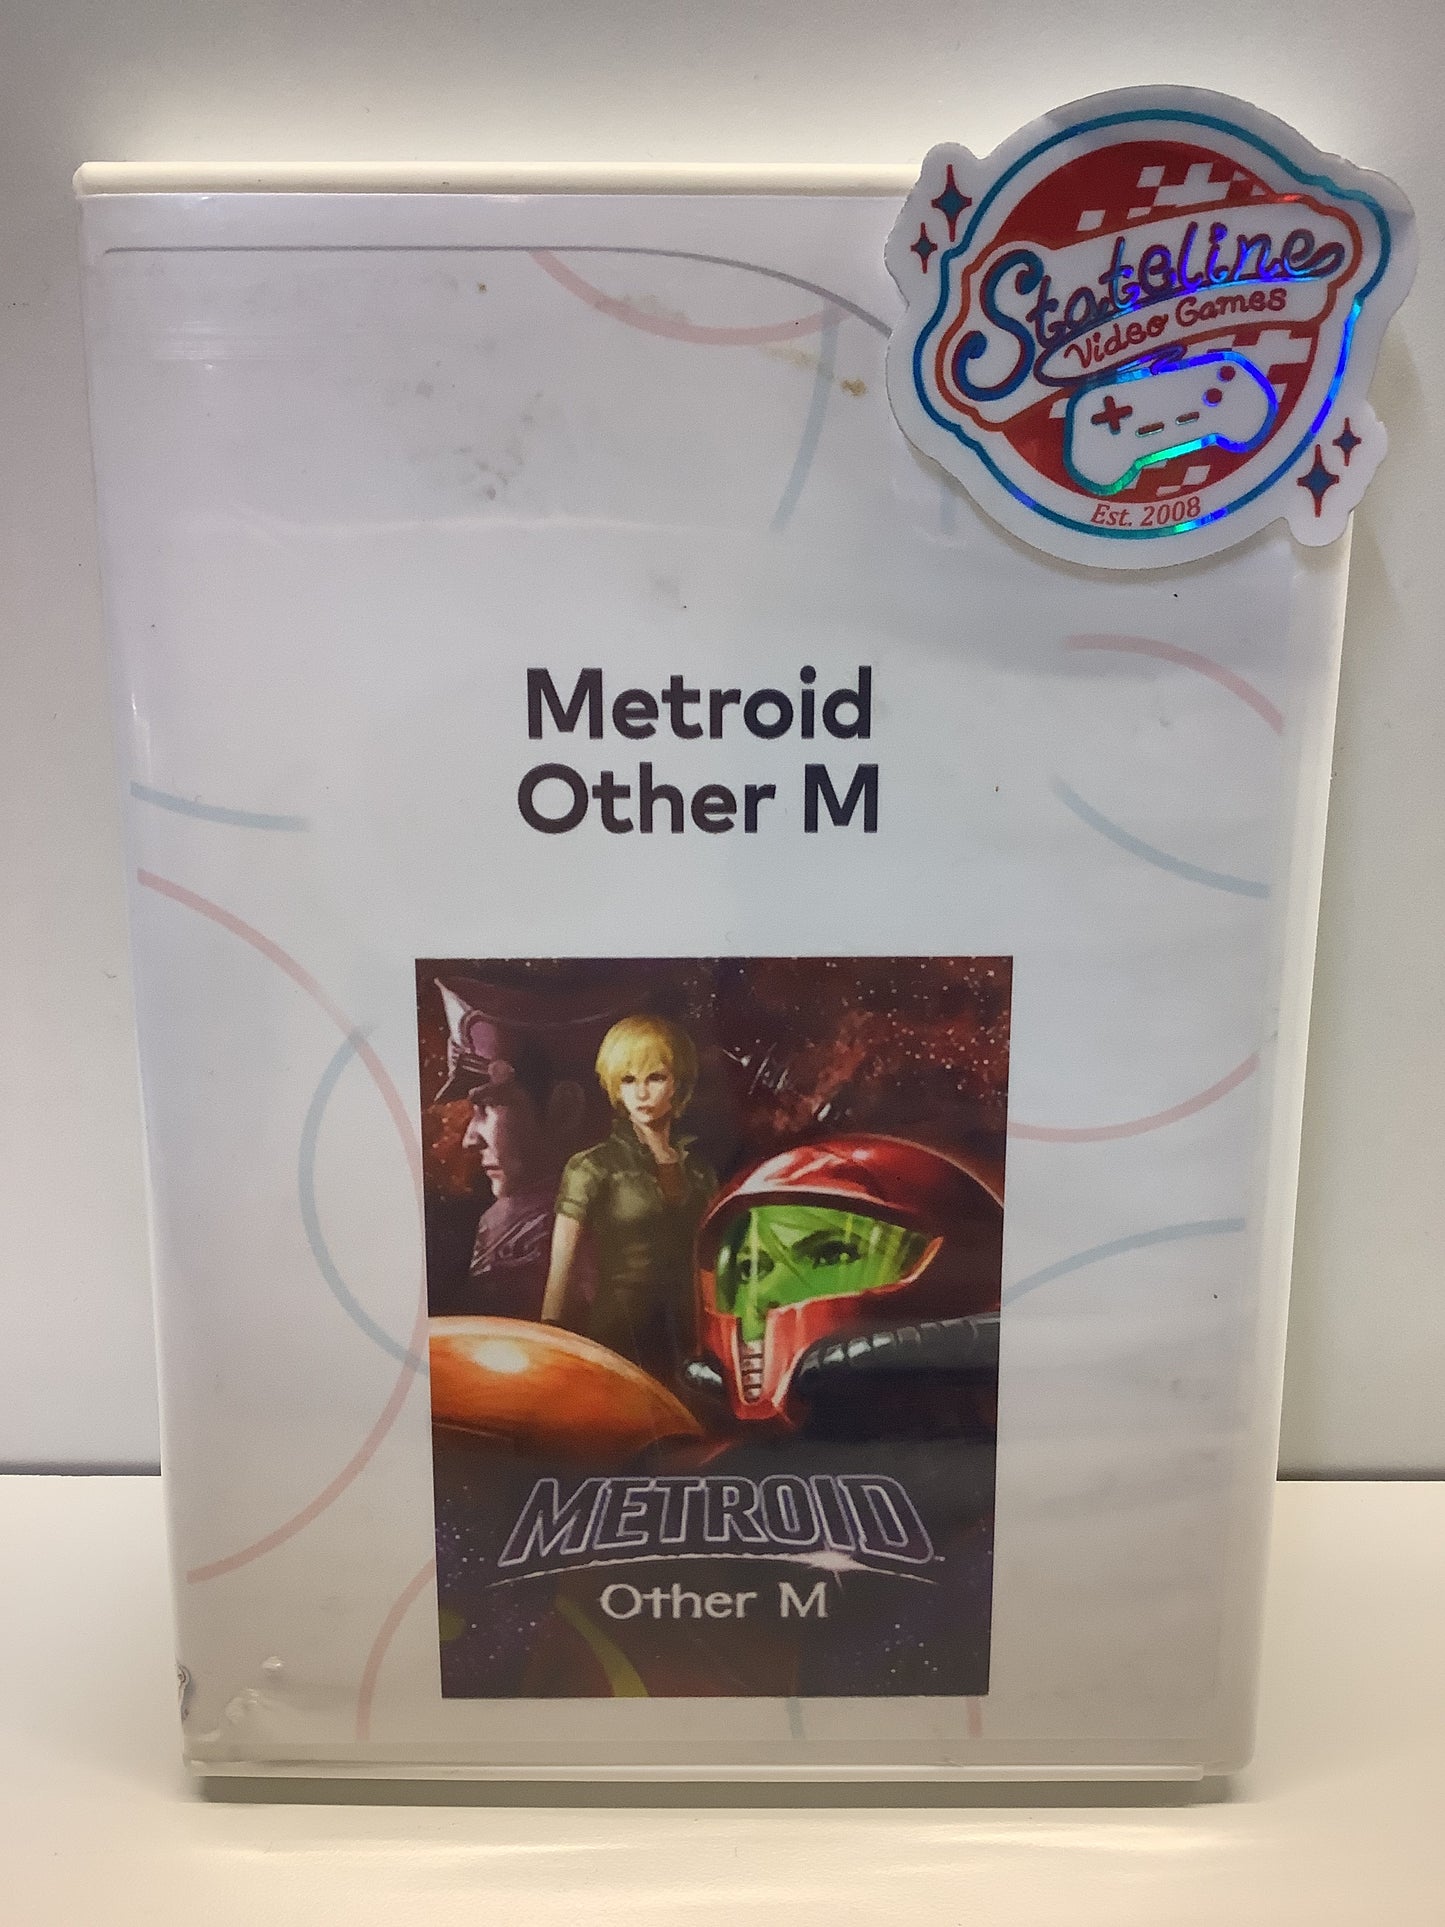 Stateline
Video Games
Est. 2008
Metroid
Other M
METROID
Other M